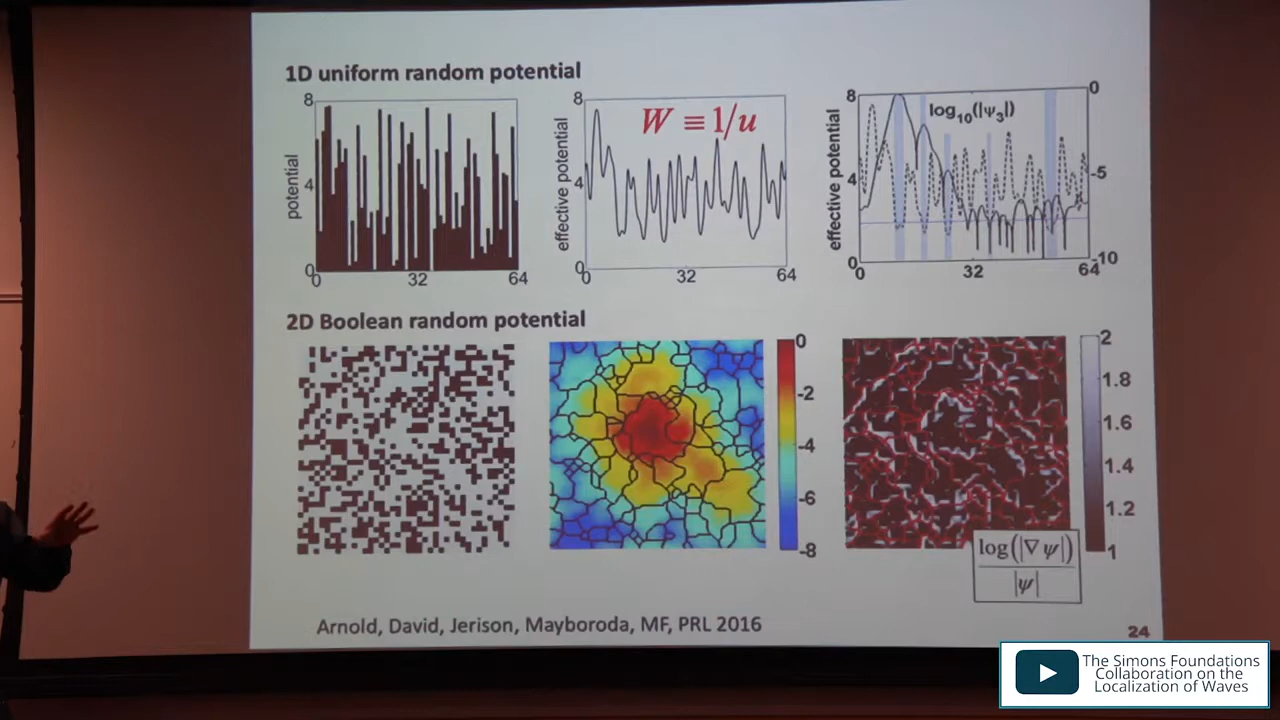 1D uniform random potential
8
4
0
potential
0
32
64
8
4
0
effective potential
W ≡ 1/u
0
32
64
8
4
0
effective potential
log10(|ψ3|)
0
-5
-10
0
32
64
2D Boolean random potential
0
-2
-4
-6
-8
2
1.8
1.6
1.4
1.2
1
log(|∇ψ|)
|ψ|
Arnold, David, Jerison, Mayboroda, MF, PRL 2016
24
The Simons Foundations
Collaboration on the
Localization of Waves